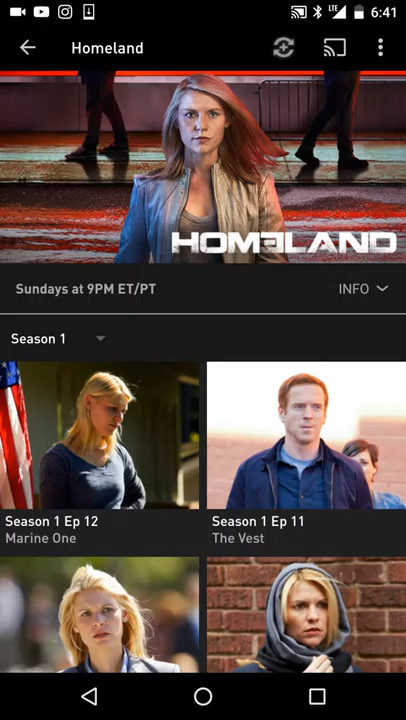 LTE 6:41
Homeland
HOMELAND
Sundays at 9PM ET/PT
INFO
Season 1
Season 1 Ep 12
Marine One
Season 1 Ep 11
The Vest